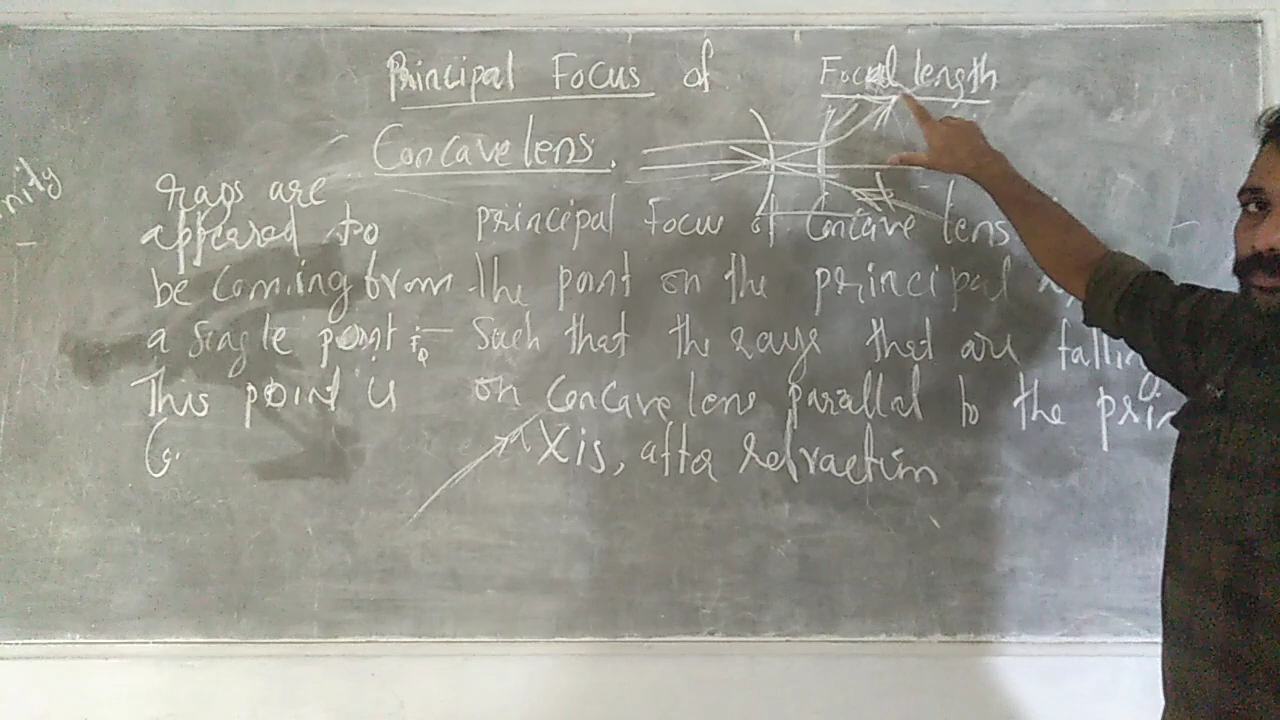 Principal Focus of
Concave lens.
Focal length
rays are
appeared to
be coming from
a single point
This point is
principal Focus of Concave lens
the point on the principal
Such that the rays that are falling
on Concave lens parallel to the prin
Xis, after refraction